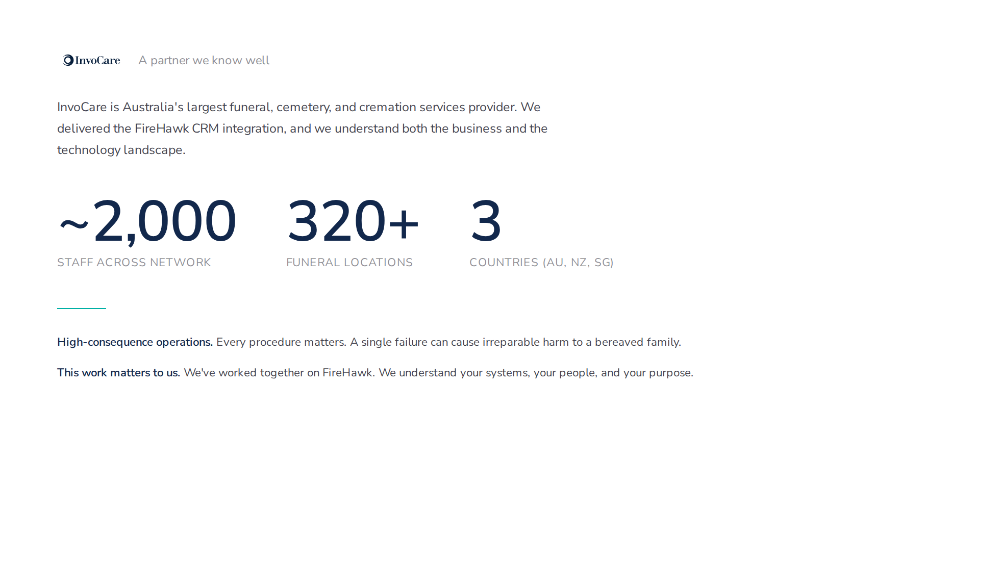 InvoCare A partner we know well
InvoCare is Australia's largest funeral, cemetery, and cremation services provider. We
delivered the FireHawk CRM integration, and we understand both the business and the
technology landscape.
~2,000 320+ 3
STAFF ACROSS NETWORK FUNERAL LOCATIONS COUNTRIES (AU, NZ, SG)
High-consequence operations. Every procedure matters. A single failure can cause irreparable harm to a bereaved family.
This work matters to us. We've worked together on FireHawk. We understand your systems, your people, and your purpose.